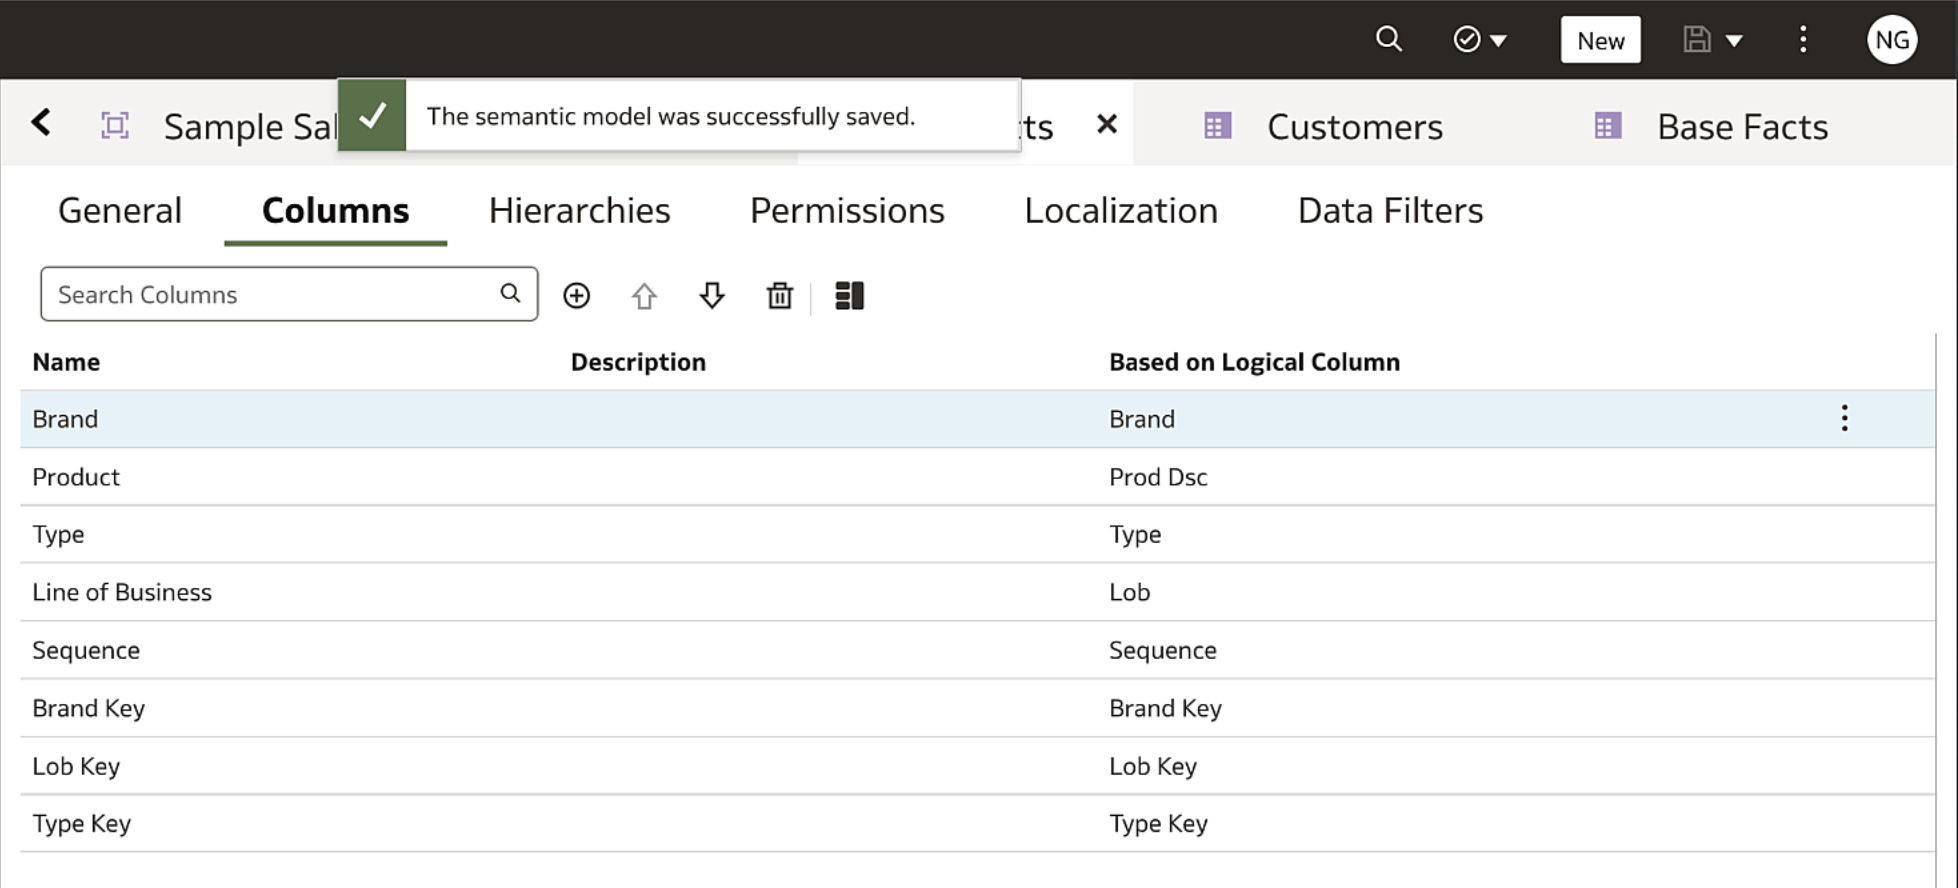 New
NG
Sample Sal
The semantic model was successfully saved.
ts
Customers
Base Facts
General Columns Hierarchies Permissions Localization Data Filters
Search Columns
Name Description Based on Logical Column
Brand Brand
Product Prod Dsc
Type Type
Line of Business Lob
Sequence Sequence
Brand Key Brand Key
Lob Key Lob Key
Type Key Type Key